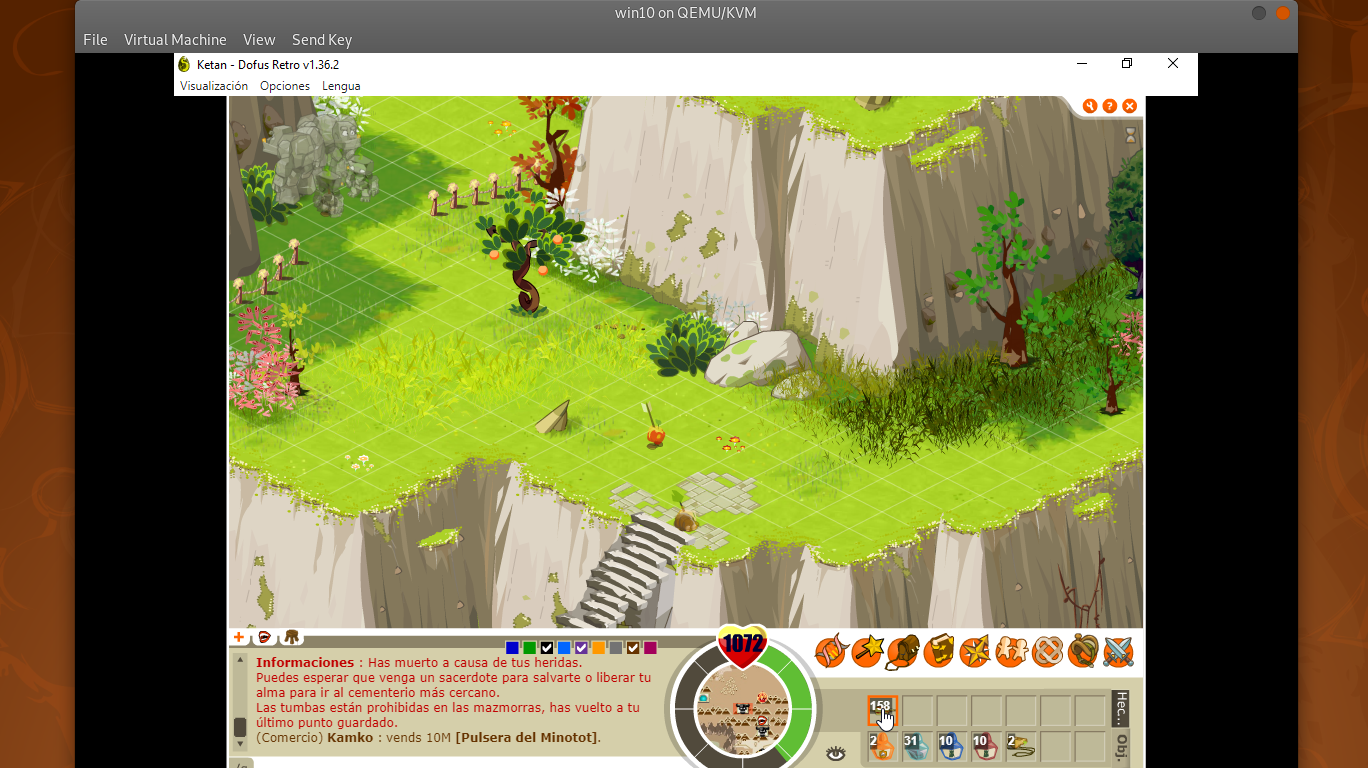 win10 on QEMU/KVM
File Virtual Machine View Send Key
Ketan - Dofus Retro v1.36.2
Visualización Opciones Lengua
1072
Informaciones : Has muerto a causa de tus heridas.
Puedes esperar que venga un sacerdote para salvarte o liberar tu
alma para ir al cementerio más cercano.
Las tumbas están prohibidas en las mazmorras, has vuelto a tu
último punto guardado.
(Comercio) Kamko : vends 10M [Pulsera del Minotot].
158
Hec...
2 31 10 10 2
Obj.